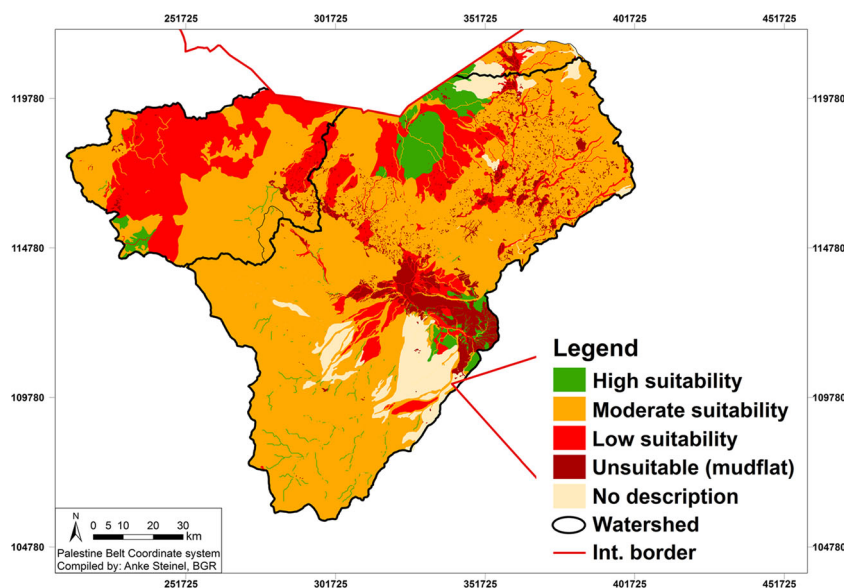 251725 301725 351725 401725 451725
119780 119780
114780 114780
Legend
High suitability
Moderate suitability
109780 109780
Low suitability
Unsuitable (mudflat)
No description
N
0 5 10 20 30
km
Watershed
Palestine Belt Coordinate system
104780 Int. border 104780
Compiled by: Anke Steinel, BGR
251725 301725 351725 401725 451725